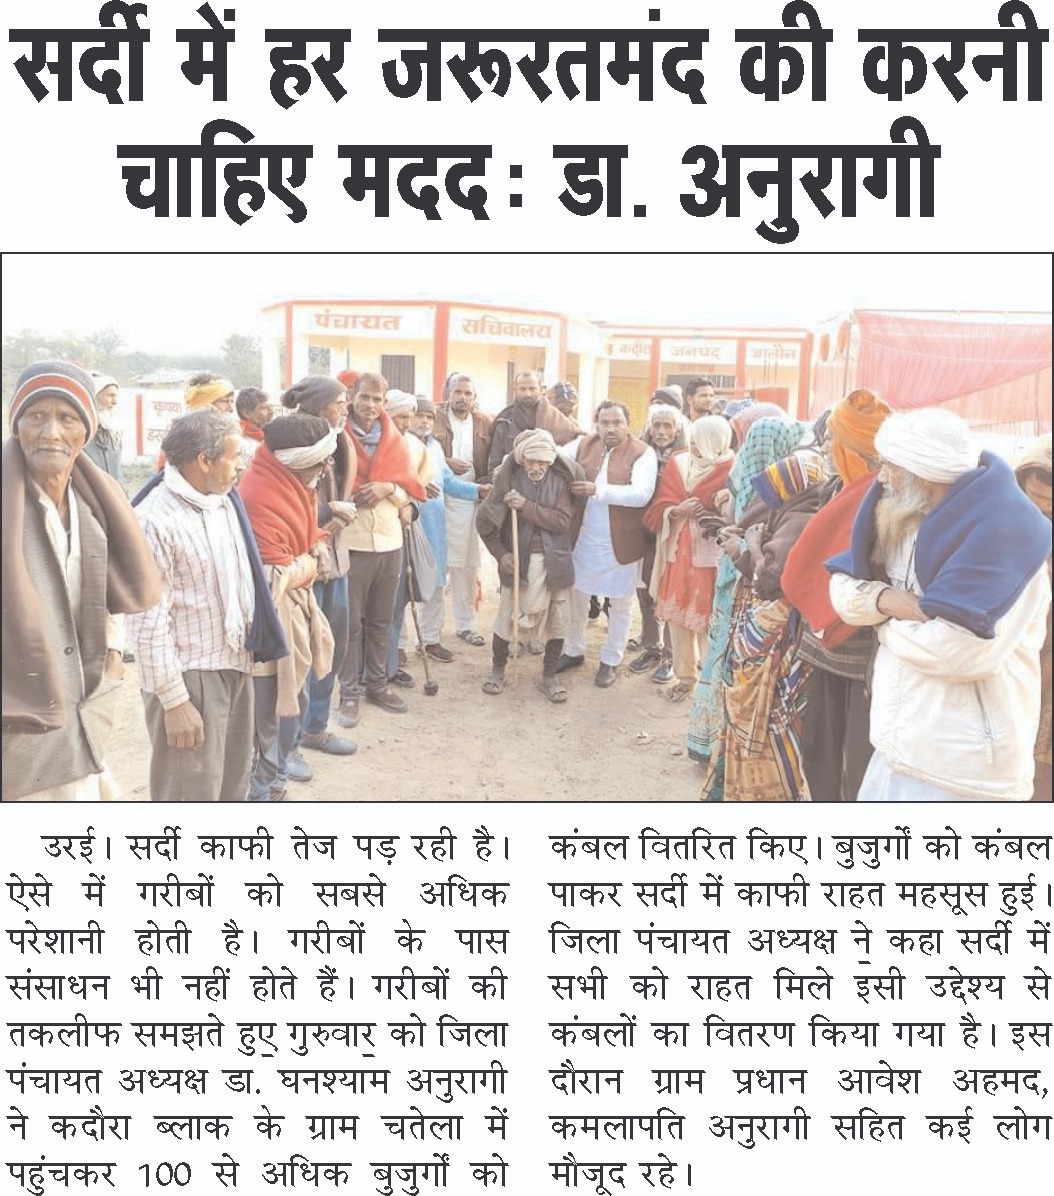 सर्दी में हर जरूरतमंद की करनी
चाहिए मदद: डा. अनुरागी
पंचायत
सचिवालय
कदौरा
जनपद
जालौन
उरई। सर्दी काफी तेज पड़ रही है।
ऐसे में गरीबों को सबसे अधिक
परेशानी होती है। गरीबों के पास
संसाधन भी नहीं होते हैं। गरीबों की
तकलीफ समझते हुए गुरुवार को जिला
पंचायत अध्यक्ष डा. घनश्याम अनुरागी
ने कदौरा ब्लाक के ग्राम चतेला में
पहुंचकर 100 से अधिक बुजुर्गों को
कंबल वितरित किए। बुजुर्गों को कंबल
पाकर सर्दी में काफी राहत महसूस हुई।
जिला पंचायत अध्यक्ष ने कहा सर्दी में
सभी को राहत मिले इसी उद्देश्य से
कंबलों का वितरण किया गया है। इस
दौरान ग्राम प्रधान आवेश अहमद,
कमलापति अनुरागी सहित कई लोग
मौजूद रहे।